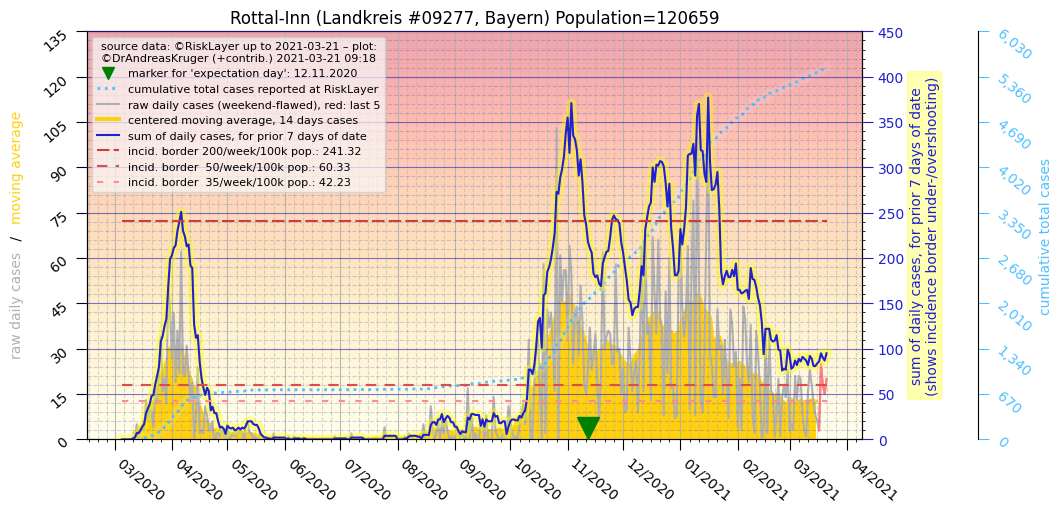 Rottal-Inn (Landkreis #09277, Bayern) Population=120659
source data: ©RiskLayer up to 2021-03-21 – plot:
©DrAndreasKruger (+contrib.) 2021-03-21 09:18
marker for 'expectation day': 12.11.2020
cumulative total cases reported at RiskLayer
raw daily cases (weekend-flawed), red: last 5
centered moving average, 14 days cases
sum of daily cases, for prior 7 days of date
incid. border 200/week/100k pop.: 241.32
incid. border  50/week/100k pop.: 60.33
incid. border  35/week/100k pop.: 42.23
raw daily cases / moving average
135
120
105
90
75
60
45
30
15
0
03/2020
04/2020
05/2020
06/2020
07/2020
08/2020
09/2020
10/2020
11/2020
12/2020
01/2021
02/2021
03/2021
04/2021
450
400
350
300
250
200
150
100
50
0
sum of daily cases, for prior 7 days of date
(shows incidence border under-/overshooting)
6,030
5,360
4,690
4,020
3,350
2,680
2,010
1,340
670
0
cumulative total cases